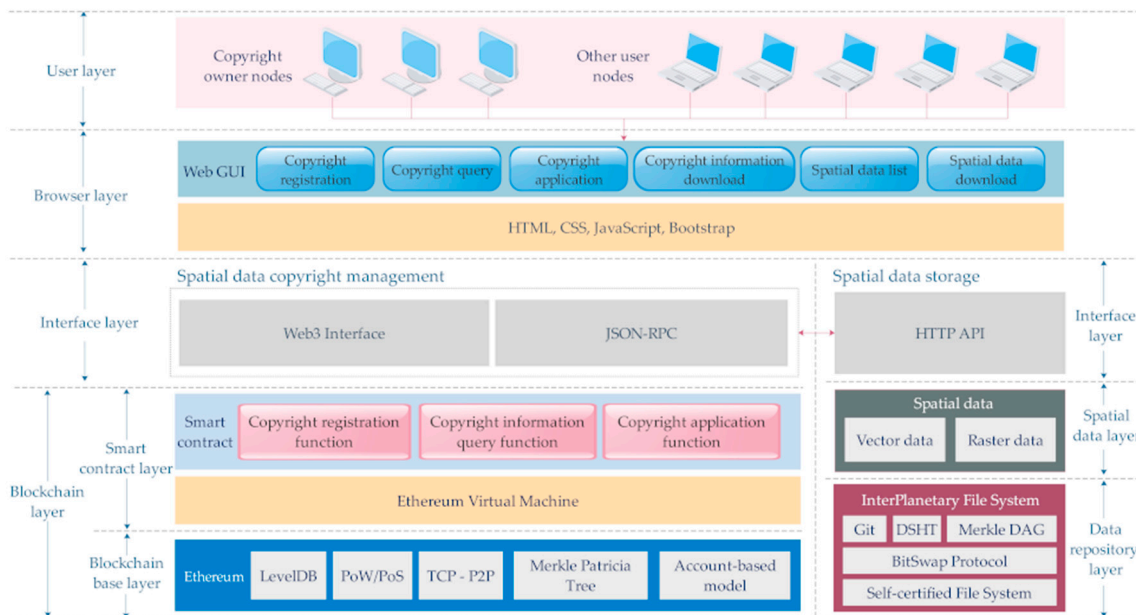 User layer
Copyright
owner nodes
Other user
nodes
Browser layer
Web GUI
Copyright
registration
Copyright query
Copyright
application
Copyright information
download
Spatial data list
Spatial data
download
HTML, CSS, JavaScript, Bootstrap
Interface layer
Spatial data copyright management
Web3 Interface
JSON-RPC
Spatial data storage
HTTP API
Interface
layer
Blockchain
layer
Smart
contract layer
Smart
contract
Copyright registration
function
Copyright information
query function
Copyright application
function
Ethereum Virtual Machine
Spatial data
Vector data
Raster data
Spatial
data layer
Blockchain
base layer
Ethereum
LevelDB
PoW/PoS
TCP - P2P
Merkle Patricia
Tree
Account-based
model
InterPlanetary File System
Git
DSHT
Merkle DAG
BitSwap Protocol
Self-certified File System
Data
repository
layer